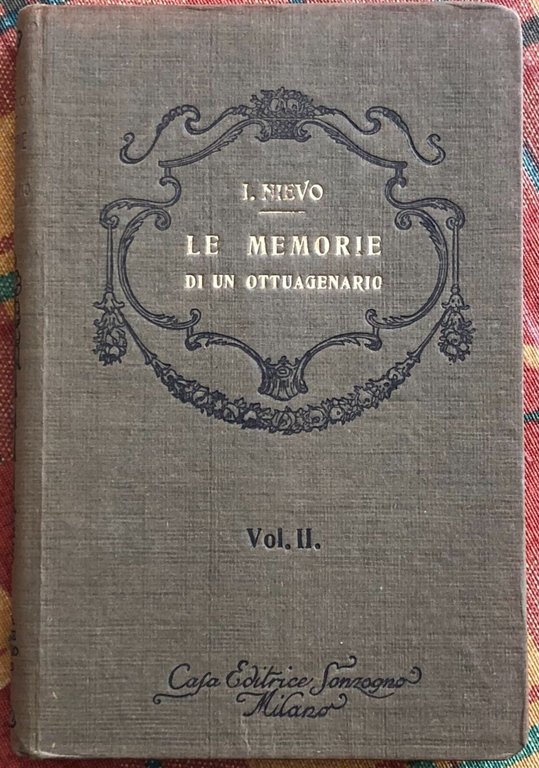 I. NIEVO
LE MEMORIE
DI UN OTTUAGENARIO
Vol. II.
Casa Editrice Sonzogno
Milano